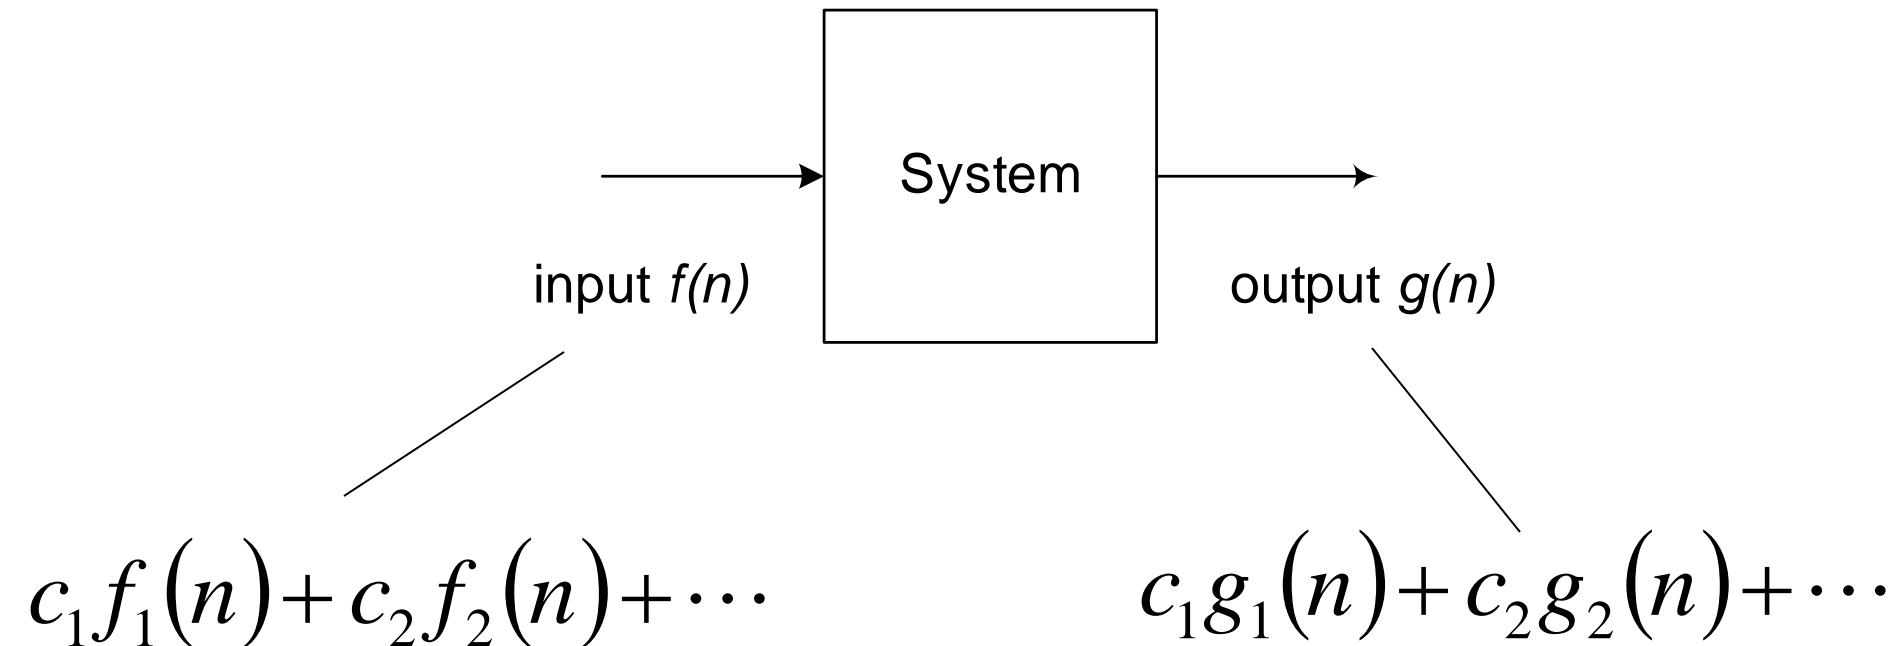 System
input f(n)
output g(n)
c₁f₁(n)+c₂f₂(n)+⋯
c₁g₁(n)+c₂g₂(n)+⋯